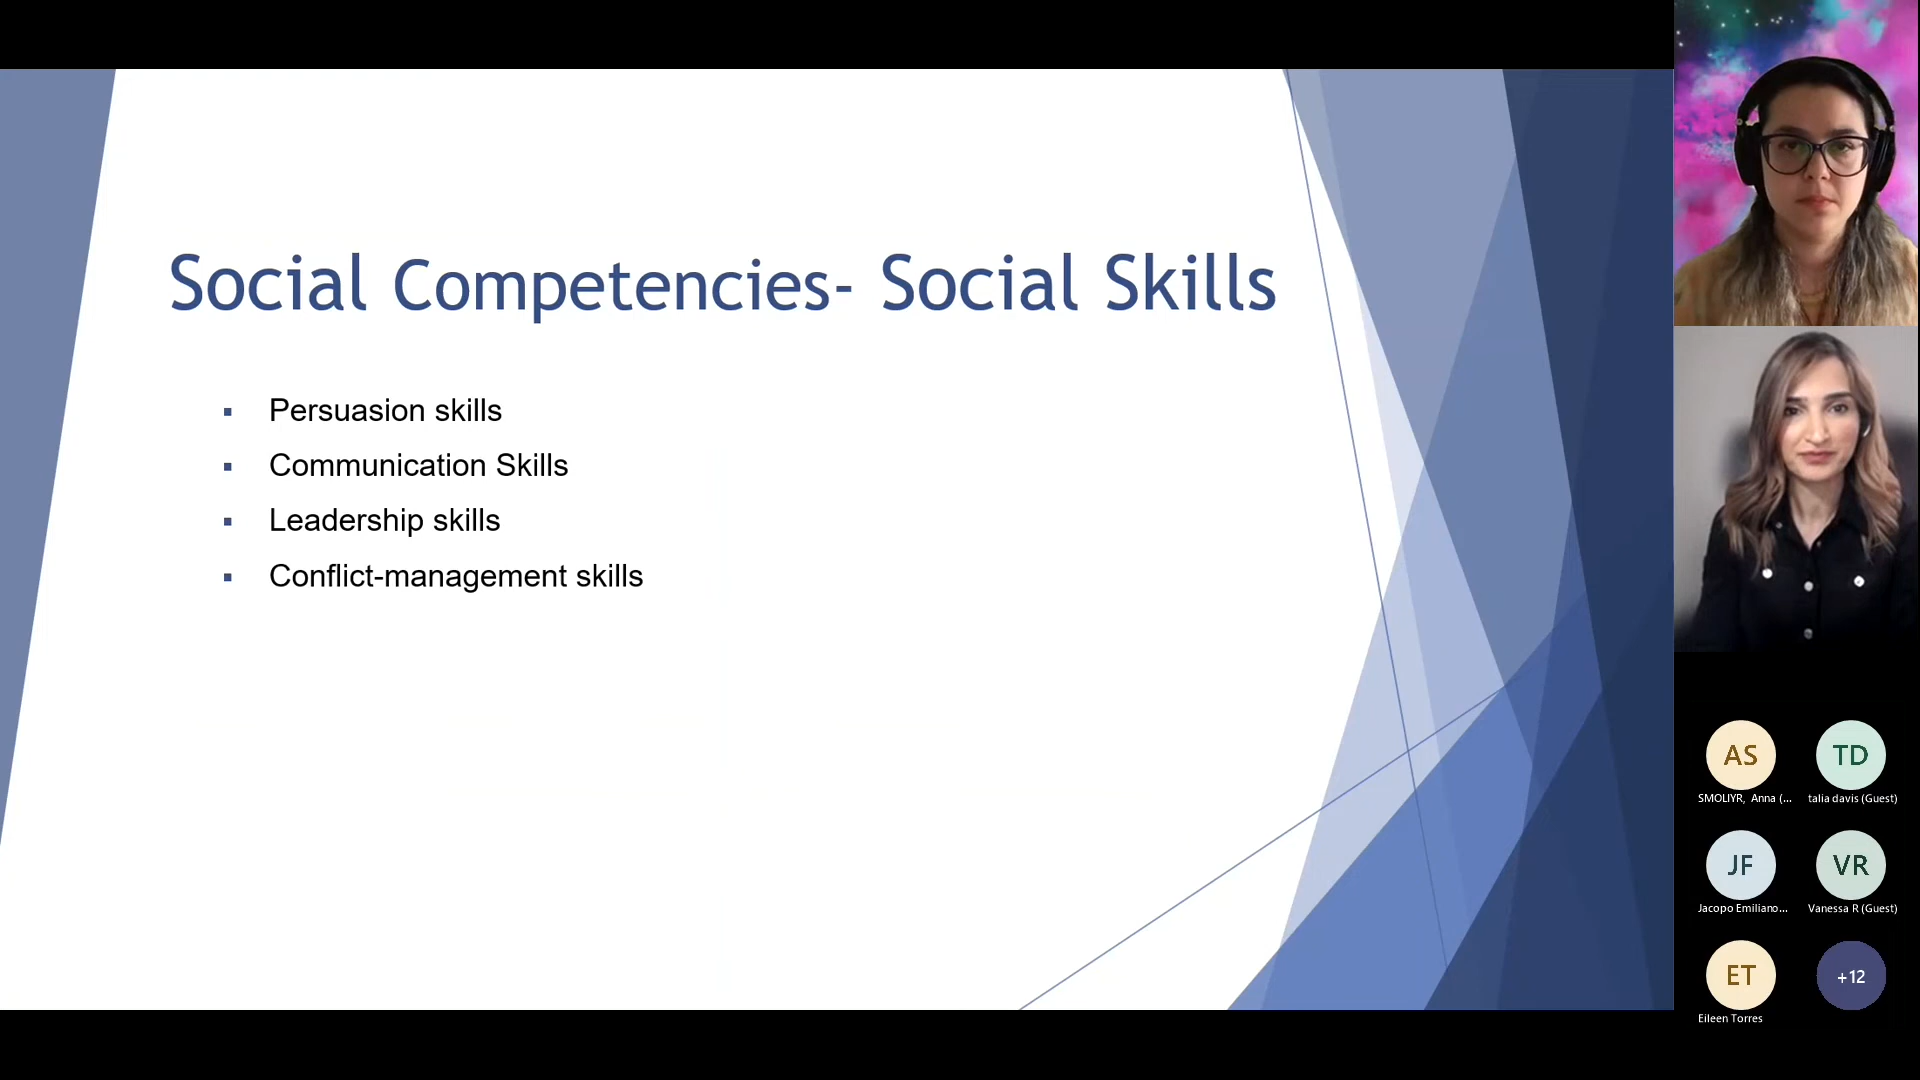 Social Competencies- Social Skills
Persuasion skills
Communication Skills
Leadership skills
Conflict-management skills
AS
TD
SMOLIYR, Anna (...
talia davis (Guest)
JF
VR
Jacopo Emiliano...
Vanessa R (Guest)
ET
+12
Eileen Torres